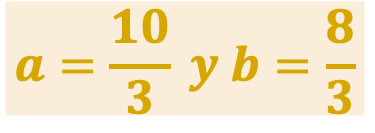 a = 10/3 y b = 8/3